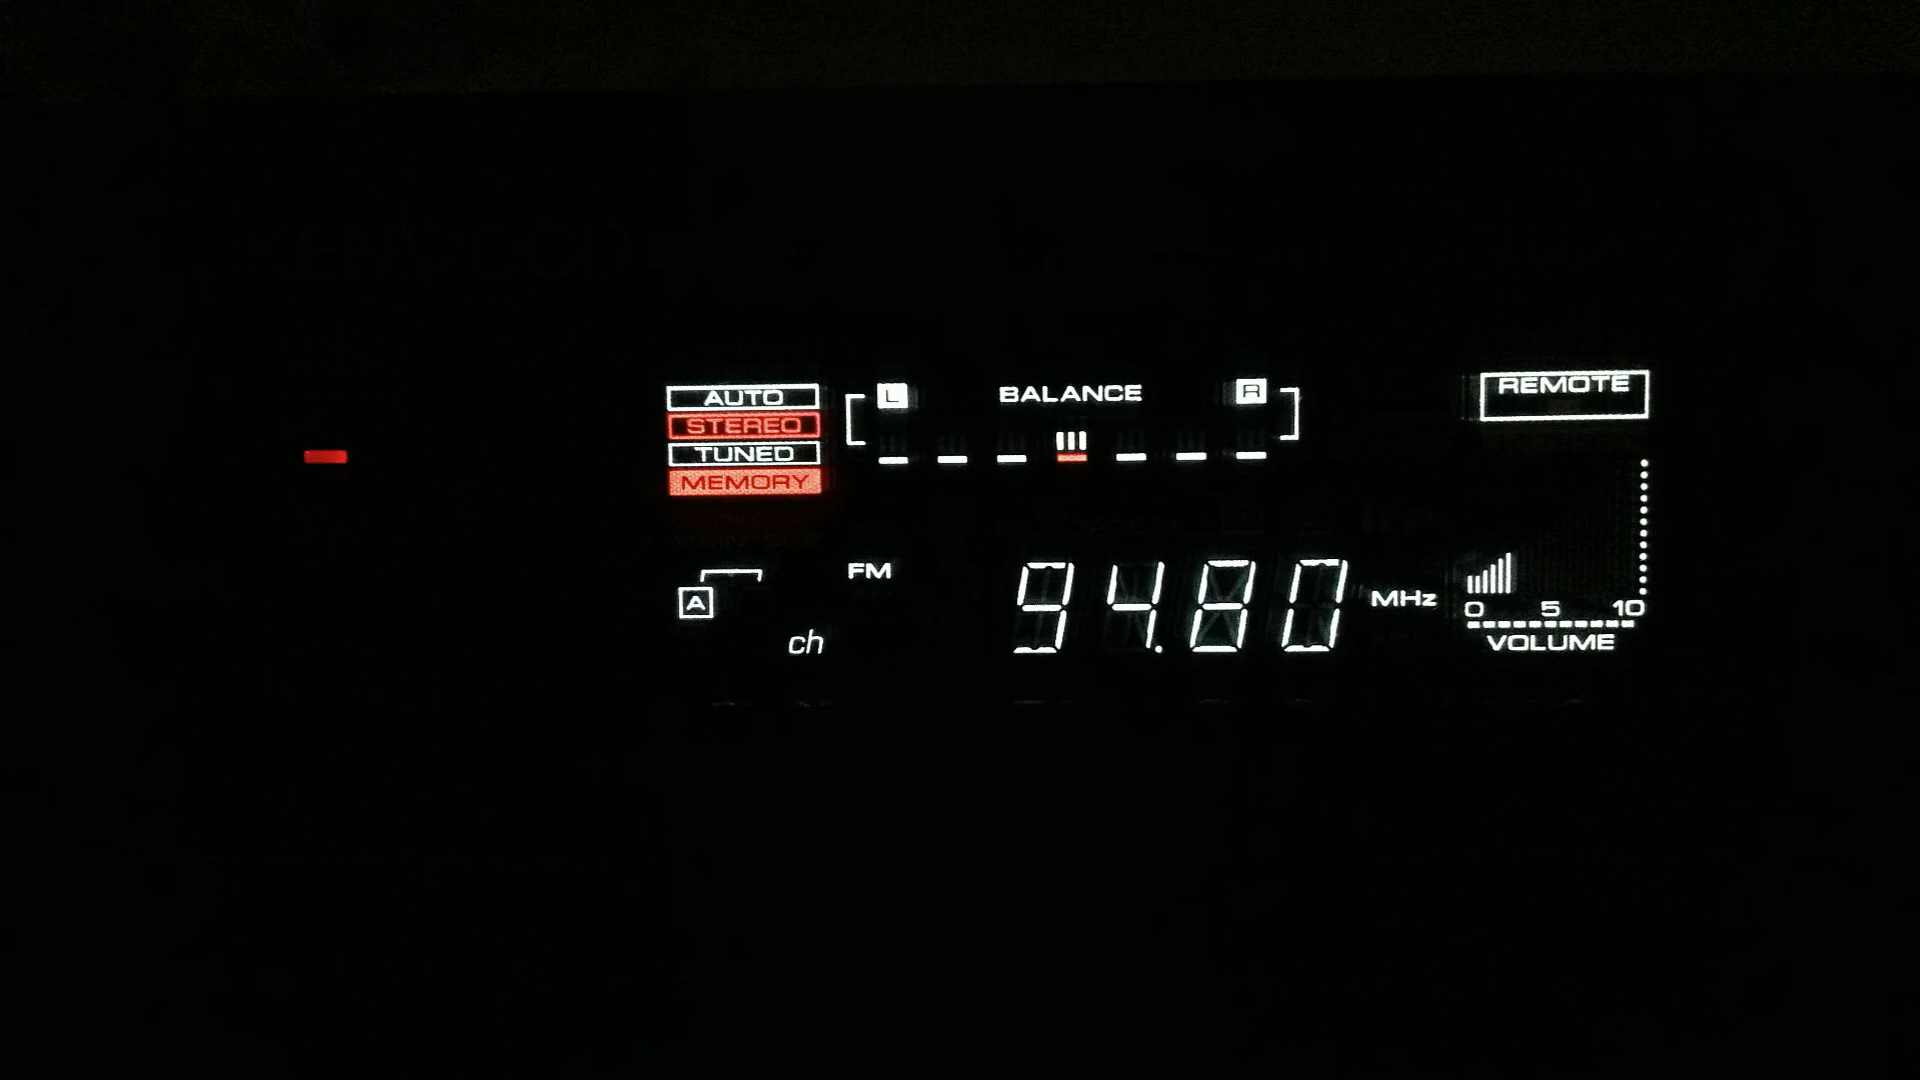 AUTO
STEREO
TUNED
MEMORY
L BALANCE R
REMOTE
A
ch
FM
94.80 MHz
0 5 10
VOLUME